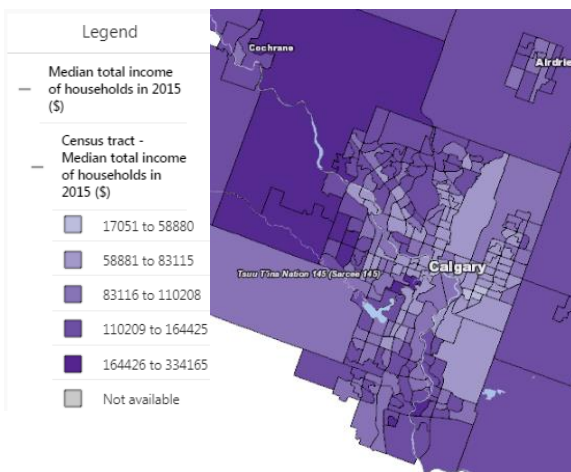 Legend
Median total income
of households in 2015
($)
Census tract -
Median total income
of households in
2015 ($)
17051 to 58880
58881 to 83115
83116 to 110208
110209 to 164425
164426 to 334165
Not available
Cochrane
Airdrie
Calgary
Tsuu T'ina Nation 145 (Sarcee 145)